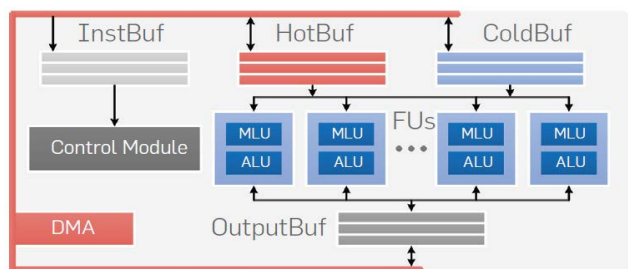 InstBuf
HotBuf
ColdBuf
Control Module
MLU
ALU
MLU
ALU
FUs
MLU
ALU
MLU
ALU
DMA
OutputBuf